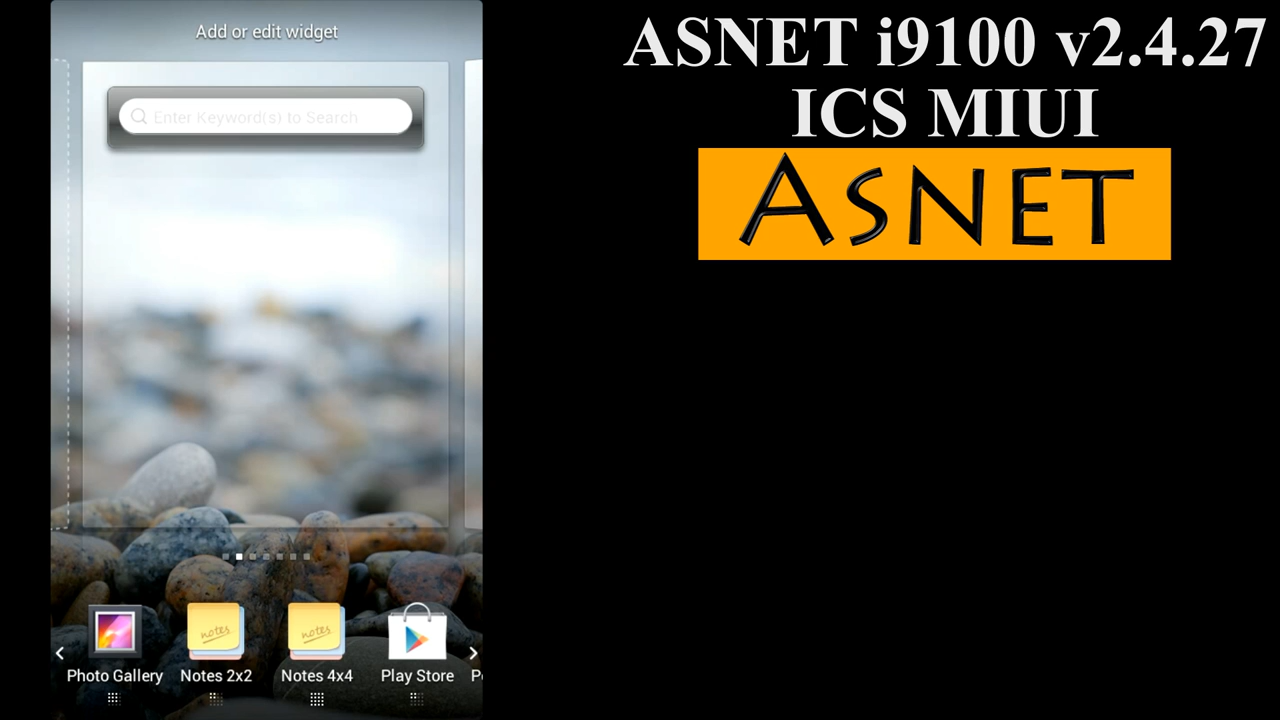 Add or edit widget
Enter Keyword(s) to Search
notes
notes
Photo Gallery
Notes 2x2
Notes 4x4
Play Store
ASNET i9100 v2.4.27
ICS MIUI
ASNET